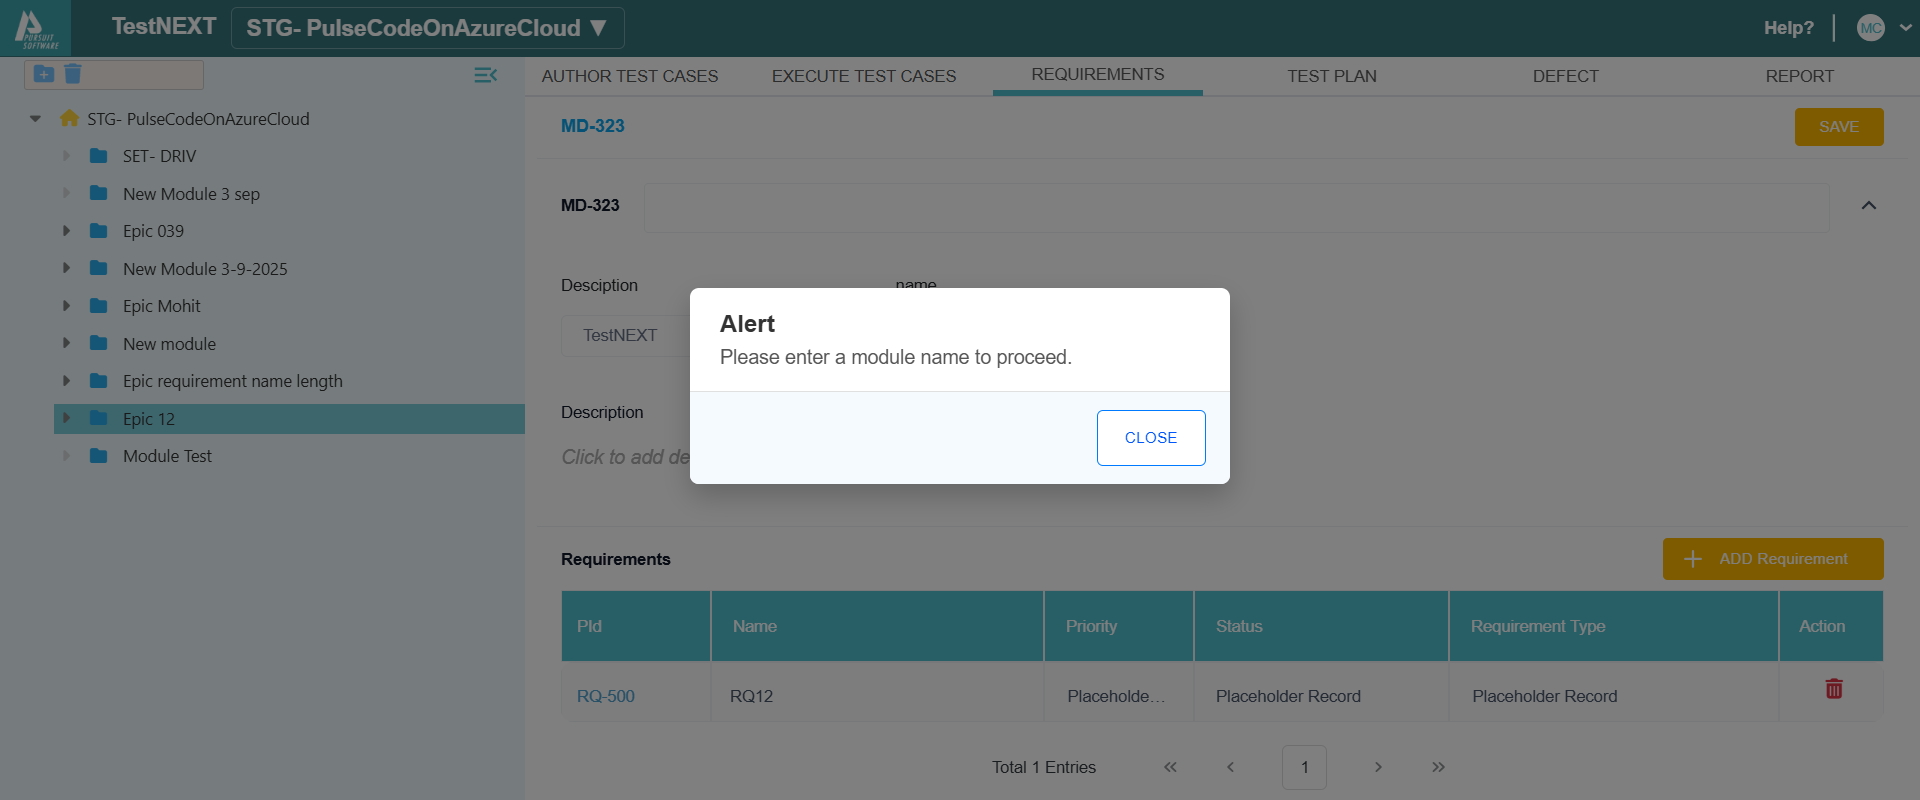 PURSUIT
SOFTWARE
TestNEXT
STG- PulseCodeOnAzureCloud ▼
Help?
MC
AUTHOR TEST CASES
EXECUTE TEST CASES
REQUIREMENTS
TEST PLAN
DEFECT
REPORT
STG- PulseCodeOnAzureCloud
SET- DRIV
New Module 3 sep
Epic 039
New Module 3-9-2025
Epic Mohit
New module
Epic requirement name length
Epic 12
Module Test
MD-323
SAVE
MD-323
Desciption
name
TestNEXT
Alert
Please enter a module name to proceed.
CLOSE
Description
Click to add de
Requirements
ADD Requirement
PId Name Priority Status Requirement Type Action
RQ-500 RQ12 Placeholde... Placeholder Record Placeholder Record
Total 1 Entries « ‹ 1 › »